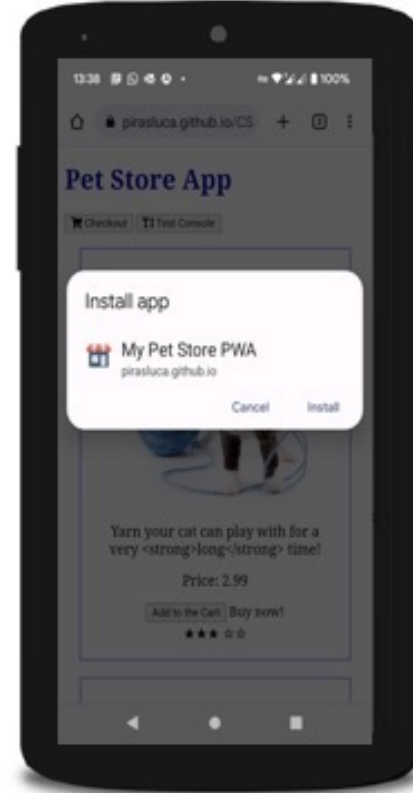 13:38 100%
pirasluca.github.io/CS
Pet Store App
Checkout Test Console
Install app
My Pet Store PWA
pirasluca.github.io
Cancel Install
Yarn your cat can play with for a
very <strong>long</strong> time!
Price: 2.99
Add to the Cart Buy now!